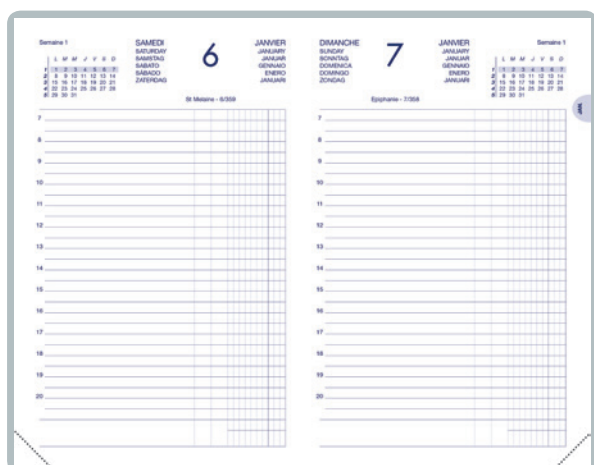 Semaine 1
L M M J V S D
1 1 2 3 4 5 6 7
2 8 9 10 11 12 13 14
3 15 16 17 18 19 20 21
4 22 23 24 25 26 27 28
5 29 30 31
SAMEDI
SATURDAY
SAMSTAG
SABATO
SÁBADO
ZATERDAG
6
JANVIER
JANUARY
JANUAR
GENNAIO
ENERO
JANUARI
St Melaine - 6/359
7
8
9
10
11
12
13
14
15
16
17
18
19
20
DIMANCHE
SUNDAY
SONNTAG
DOMENICA
DOMINGO
ZONDAG
7
JANVIER
JANUARY
JANUAR
GENNAIO
ENERO
JANUARI
Semaine 1
L M M J V S D
1 1 2 3 4 5 6 7
2 8 9 10 11 12 13 14
3 15 16 17 18 19 20 21
4 22 23 24 25 26 27 28
5 29 30 31
Epiphanie - 7/358
7
8
9
10
11
12
13
14
15
16
17
18
19
20